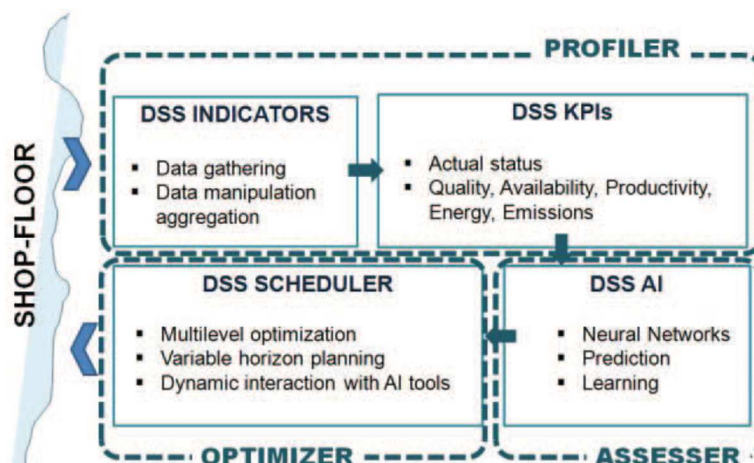 PROFILER
SHOP-FLOOR
DSS INDICATORS
▪ Data gathering
▪ Data manipulation
aggregation
DSS KPIs
▪ Actual status
▪ Quality, Availability, Productivity,
Energy, Emissions
DSS SCHEDULER
▪ Multilevel optimization
▪ Variable horizon planning
▪ Dynamic interaction with AI tools
DSS AI
▪ Neural Networks
▪ Prediction
▪ Learning
OPTIMIZER
ASSESSER